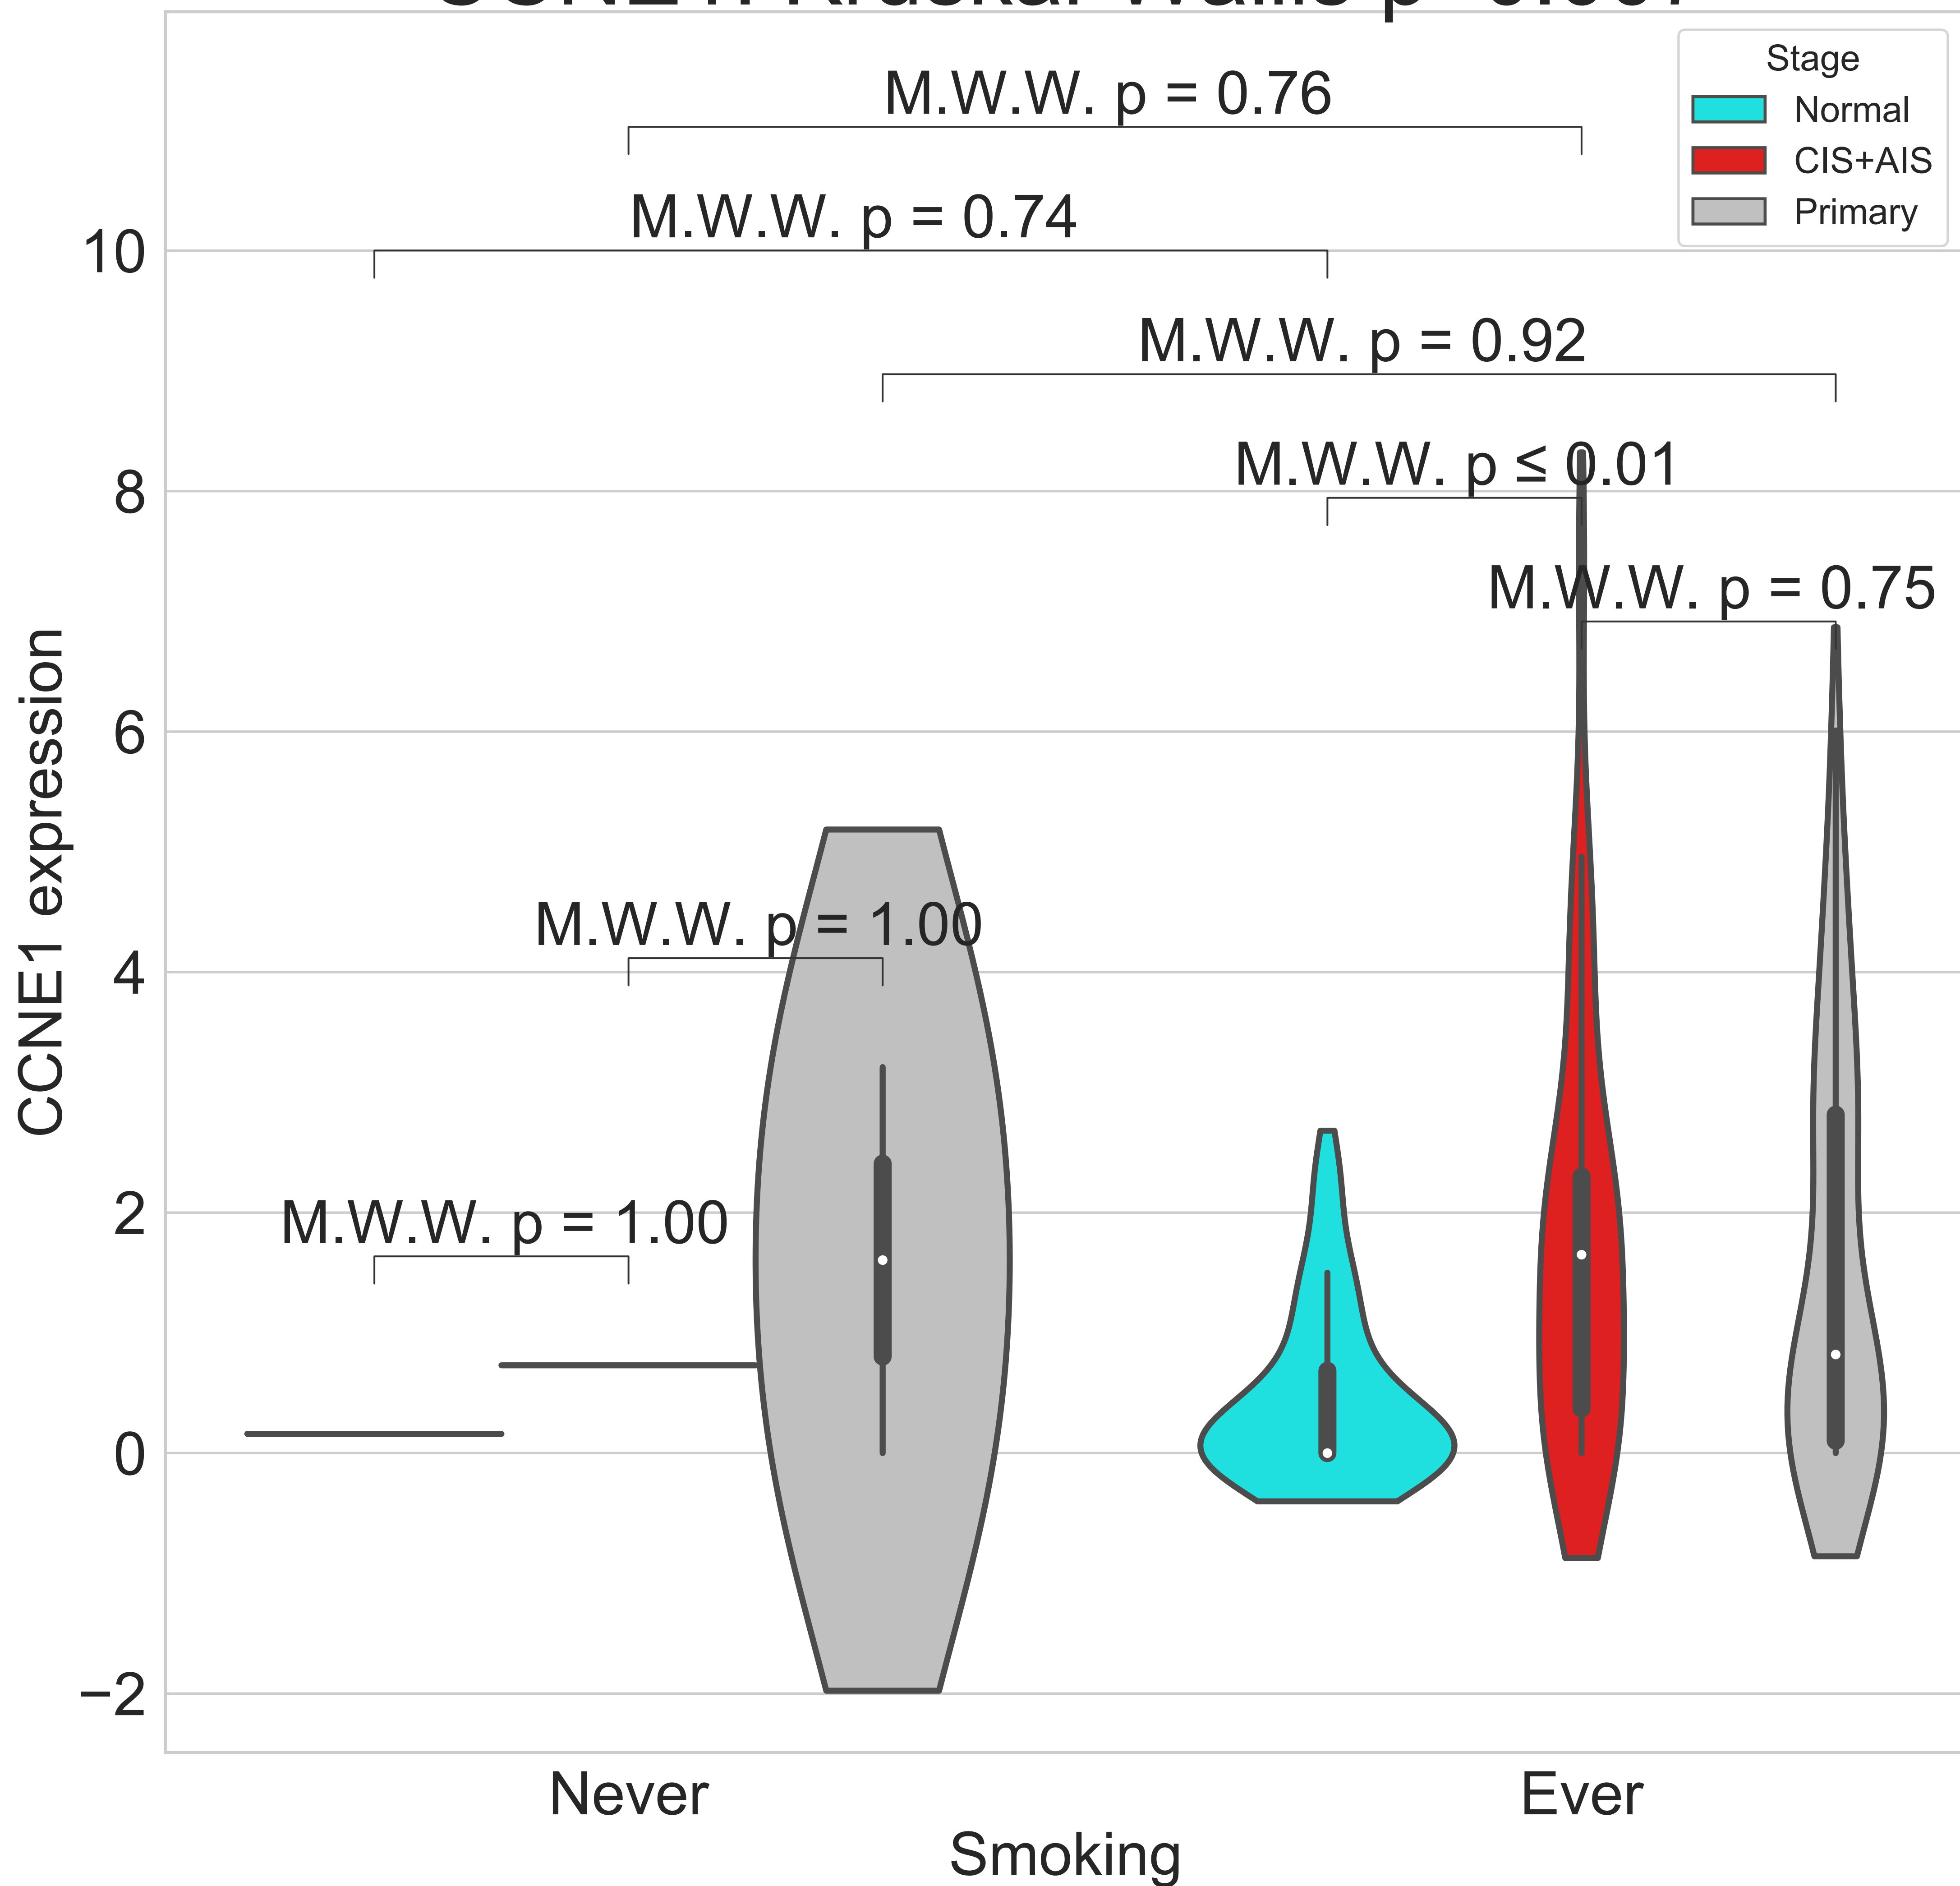 Stage
Normal
CIS+AIS
Primary
M.W.W. p = 0.76
M.W.W. p = 0.74
M.W.W. p = 0.92
M.W.W. p ≤ 0.01
M.W.W. p = 0.75
M.W.W. p = 1.00
M.W.W. p = 1.00
10
8
6
4
2
0
−2
CCNE1 expression
Never
Ever
Smoking